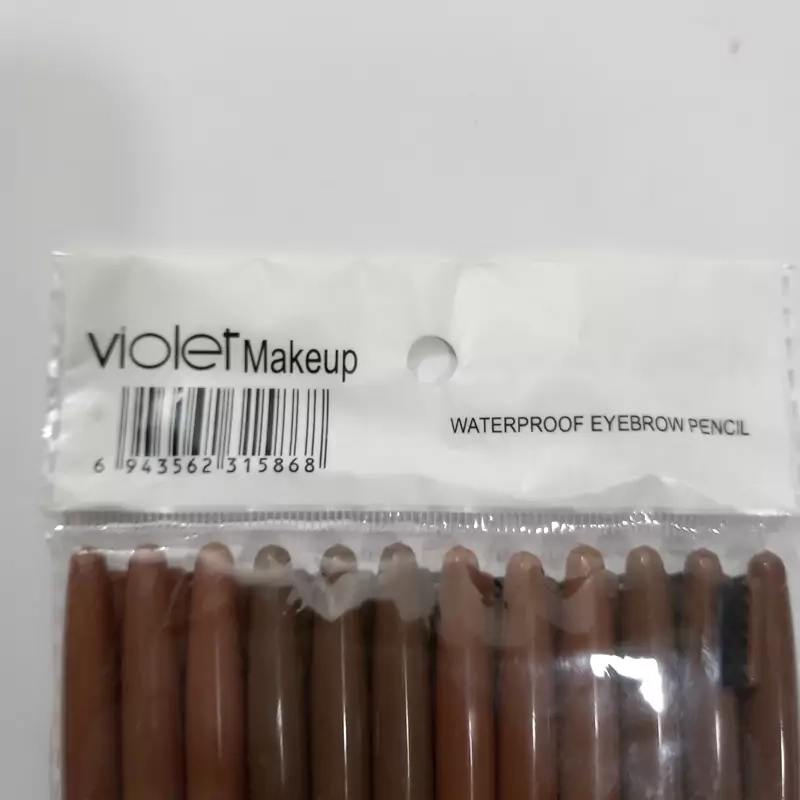 violet Makeup
6 943562 315868
WATERPROOF EYEBROW PENCIL